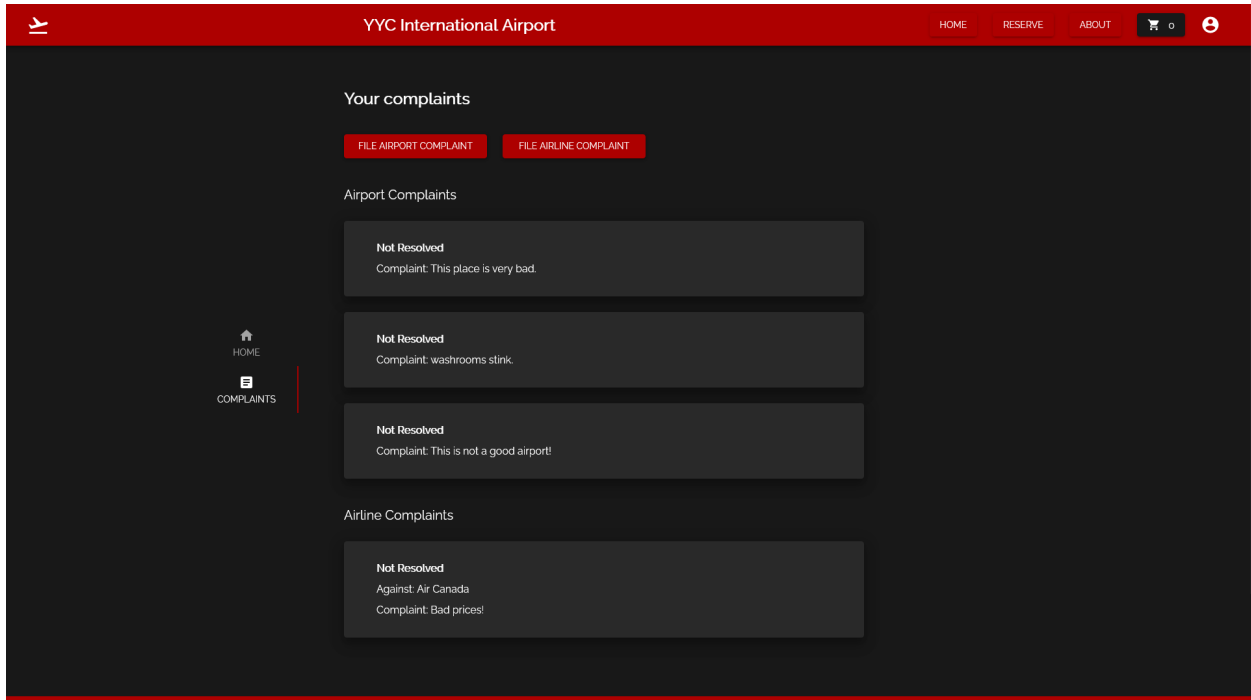 YYC International Airport
HOME
RESERVE
ABOUT
0
Your complaints
FILE AIRPORT COMPLAINT
FILE AIRLINE COMPLAINT
Airport Complaints
Not Resolved
Complaint: This place is very bad.
Not Resolved
Complaint: washrooms stink.
HOME
COMPLAINTS
Not Resolved
Complaint: This is not a good airport!
Airline Complaints
Not Resolved
Against: Air Canada
Complaint: Bad prices!